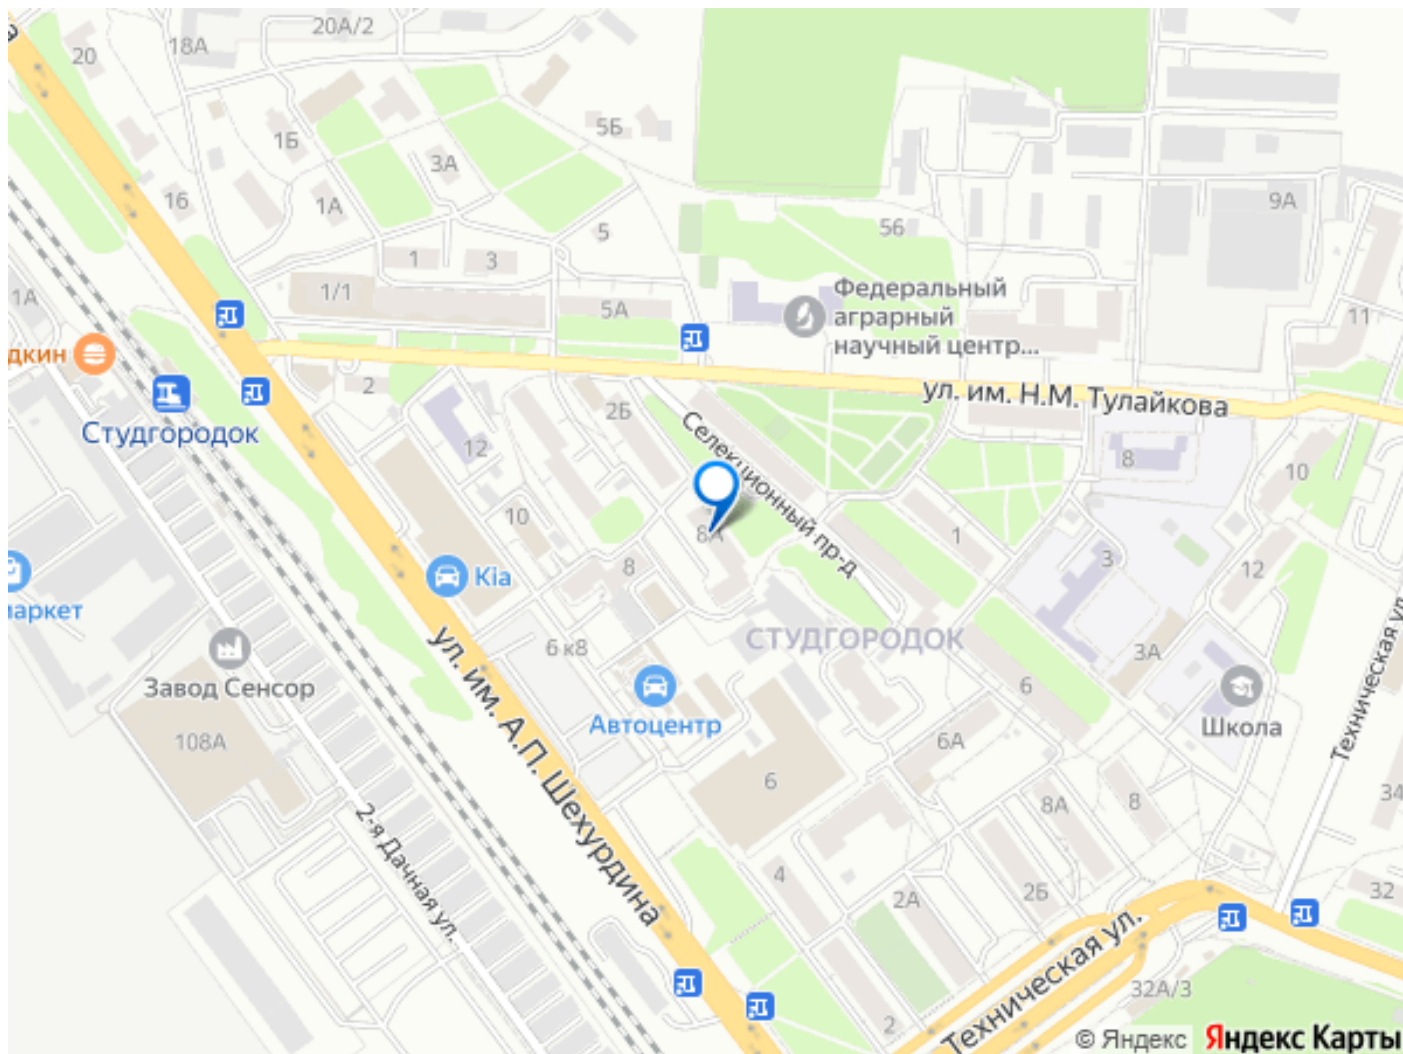 20А/2
18А
20
1Б
5Б
3А
16
1А
5
56
9А
1
3
1/1
5А
1А
Федеральный
аграрный
научный центр...
11
дкин
2
2Б
ул. им. Н.М. Тулайкова
Студгородок
Селекционный пр-д
12
8
10
10
8А
1
3
8
12
Kia
маркет
6 к8
СТУДГОРОДОК
3А
Завод Сенсор
6
Школа
Автоцентр
Техническая ул.
108А
6А
6
34
8А
8
ул. им. А.П. Шехурдина
2-я Дачная ул.
4
2А
2Б
32
Техническая ул.
32А/3
2
© Яндекс Яндекс Карты